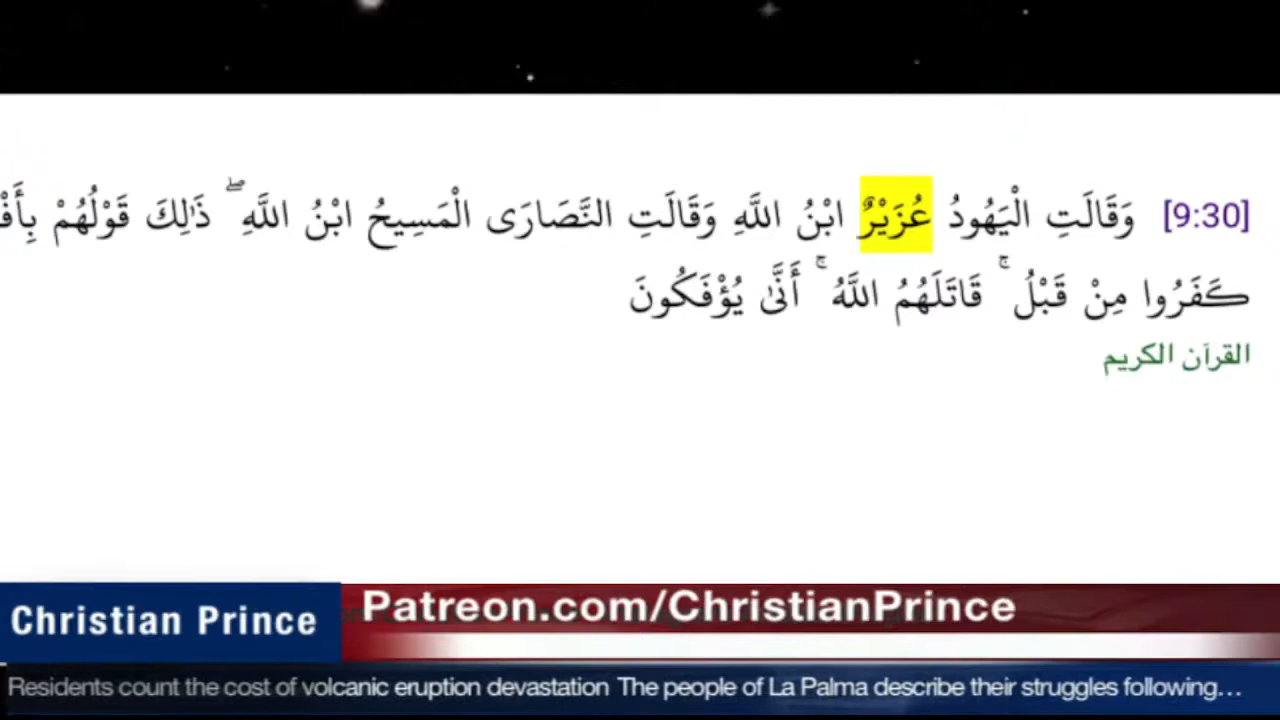 [9:30] وَقَالَتِ الْيَهُودُ عُزَيْرٌ ابْنُ اللَّهِ وَقَالَتِ النَّصَارَى الْمَسِيحُ ابْنُ اللَّهِ ۖ ذَٰلِكَ قَوْلُهُمْ
كَفَرُوا مِنْ قَبْلُ ۚ قَاتَلَهُمُ اللَّهُ ۚ أَنَّىٰ يُؤْفَكُونَ
القرآن الكريم
Christian Prince
Patreon.com/ChristianPrince
Residents count the cost of volcanic eruption devastation The people of La Palma describe their struggles following...